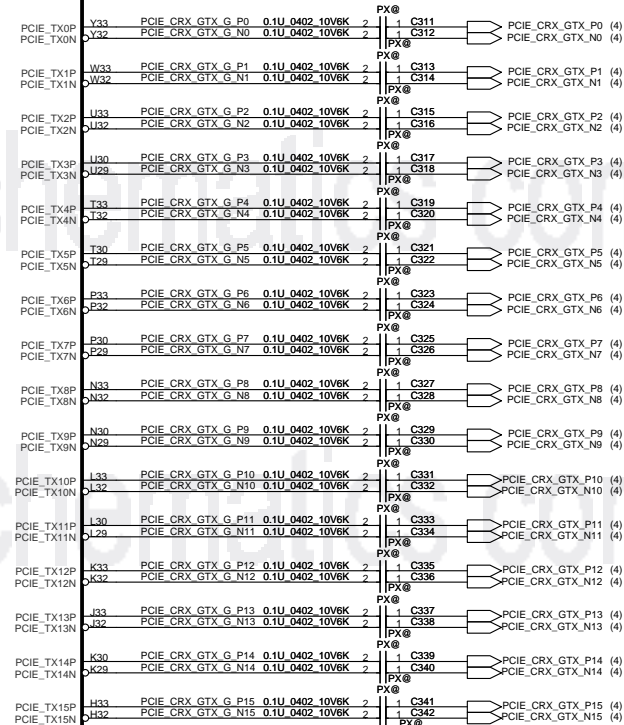 PX@
PCIE_TX0P Y33 PCIE_CRX_GTX_G_P0 0.1U_0402_10V6K 2 1 C311 PCIE_CRX_GTX_P0 (4)
PCIE_TX0N Y32 PCIE_CRX_GTX_G_N0 0.1U_0402_10V6K 2 1 C312 PCIE_CRX_GTX_N0 (4)
PX@
PX@
PCIE_TX1P W33 PCIE_CRX_GTX_G_P1 0.1U_0402_10V6K 2 1 C313 PCIE_CRX_GTX_P1 (4)
PCIE_TX1N W32 PCIE_CRX_GTX_G_N1 0.1U_0402_10V6K 2 1 C314 PCIE_CRX_GTX_N1 (4)
PX@
PX@
PCIE_TX2P U33 PCIE_CRX_GTX_G_P2 0.1U_0402_10V6K 2 1 C315 PCIE_CRX_GTX_P2 (4)
PCIE_TX2N U32 PCIE_CRX_GTX_G_N2 0.1U_0402_10V6K 2 1 C316 PCIE_CRX_GTX_N2 (4)
PX@
PX@
PCIE_TX3P U30 PCIE_CRX_GTX_G_P3 0.1U_0402_10V6K 2 1 C317 PCIE_CRX_GTX_P3 (4)
PCIE_TX3N U29 PCIE_CRX_GTX_G_N3 0.1U_0402_10V6K 2 1 C318 PCIE_CRX_GTX_N3 (4)
PX@
PX@
PCIE_TX4P T33 PCIE_CRX_GTX_G_P4 0.1U_0402_10V6K 2 1 C319 PCIE_CRX_GTX_P4 (4)
PCIE_TX4N T32 PCIE_CRX_GTX_G_N4 0.1U_0402_10V6K 2 1 C320 PCIE_CRX_GTX_N4 (4)
PX@
PX@
PCIE_TX5P T30 PCIE_CRX_GTX_G_P5 0.1U_0402_10V6K 2 1 C321 PCIE_CRX_GTX_P5 (4)
PCIE_TX5N T29 PCIE_CRX_GTX_G_N5 0.1U_0402_10V6K 2 1 C322 PCIE_CRX_GTX_N5 (4)
PX@
PX@
PCIE_TX6P P33 PCIE_CRX_GTX_G_P6 0.1U_0402_10V6K 2 1 C323 PCIE_CRX_GTX_P6 (4)
PCIE_TX6N P32 PCIE_CRX_GTX_G_N6 0.1U_0402_10V6K 2 1 C324 PCIE_CRX_GTX_N6 (4)
PX@
PX@
PCIE_TX7P P30 PCIE_CRX_GTX_G_P7 0.1U_0402_10V6K 2 1 C325 PCIE_CRX_GTX_P7 (4)
PCIE_TX7N P29 PCIE_CRX_GTX_G_N7 0.1U_0402_10V6K 2 1 C326 PCIE_CRX_GTX_N7 (4)
PX@
PX@
PCIE_TX8P N33 PCIE_CRX_GTX_G_P8 0.1U_0402_10V6K 2 1 C327 PCIE_CRX_GTX_P8 (4)
PCIE_TX8N N32 PCIE_CRX_GTX_G_N8 0.1U_0402_10V6K 2 1 C328 PCIE_CRX_GTX_N8 (4)
PX@
PX@
PCIE_TX9P N30 PCIE_CRX_GTX_G_P9 0.1U_0402_10V6K 2 1 C329 PCIE_CRX_GTX_P9 (4)
PCIE_TX9N N29 PCIE_CRX_GTX_G_N9 0.1U_0402_10V6K 2 1 C330 PCIE_CRX_GTX_N9 (4)
PX@
PX@
PCIE_TX10P L33 PCIE_CRX_GTX_G_P10 0.1U_0402_10V6K 2 1 C331 PCIE_CRX_GTX_P10 (4)
PCIE_TX10N L32 PCIE_CRX_GTX_G_N10 0.1U_0402_10V6K 2 1 C332 PCIE_CRX_GTX_N10 (4)
PX@
PX@
PCIE_TX11P L30 PCIE_CRX_GTX_G_P11 0.1U_0402_10V6K 2 1 C333 PCIE_CRX_GTX_P11 (4)
PCIE_TX11N L29 PCIE_CRX_GTX_G_N11 0.1U_0402_10V6K 2 1 C334 PCIE_CRX_GTX_N11 (4)
PX@
PX@
PCIE_TX12P K33 PCIE_CRX_GTX_G_P12 0.1U_0402_10V6K 2 1 C335 PCIE_CRX_GTX_P12 (4)
PCIE_TX12N K32 PCIE_CRX_GTX_G_N12 0.1U_0402_10V6K 2 1 C336 PCIE_CRX_GTX_N12 (4)
PX@
PX@
PCIE_TX13P J33 PCIE_CRX_GTX_G_P13 0.1U_0402_10V6K 2 1 C337 PCIE_CRX_GTX_P13 (4)
PCIE_TX13N J32 PCIE_CRX_GTX_G_N13 0.1U_0402_10V6K 2 1 C338 PCIE_CRX_GTX_N13 (4)
PX@
PX@
PCIE_TX14P K30 PCIE_CRX_GTX_G_P14 0.1U_0402_10V6K 2 1 C339 PCIE_CRX_GTX_P14 (4)
PCIE_TX14N K29 PCIE_CRX_GTX_G_N14 0.1U_0402_10V6K 2 1 C340 PCIE_CRX_GTX_N14 (4)
PX@
PX@
PCIE_TX15P H33 PCIE_CRX_GTX_G_P15 0.1U_0402_10V6K 2 1 C341 PCIE_CRX_GTX_P15 (4)
PCIE_TX15N H32 PCIE_CRX_GTX_G_N15 0.1U_0402_10V6K 2 1 C342 PCIE_CRX_GTX_N15 (4)
PX@